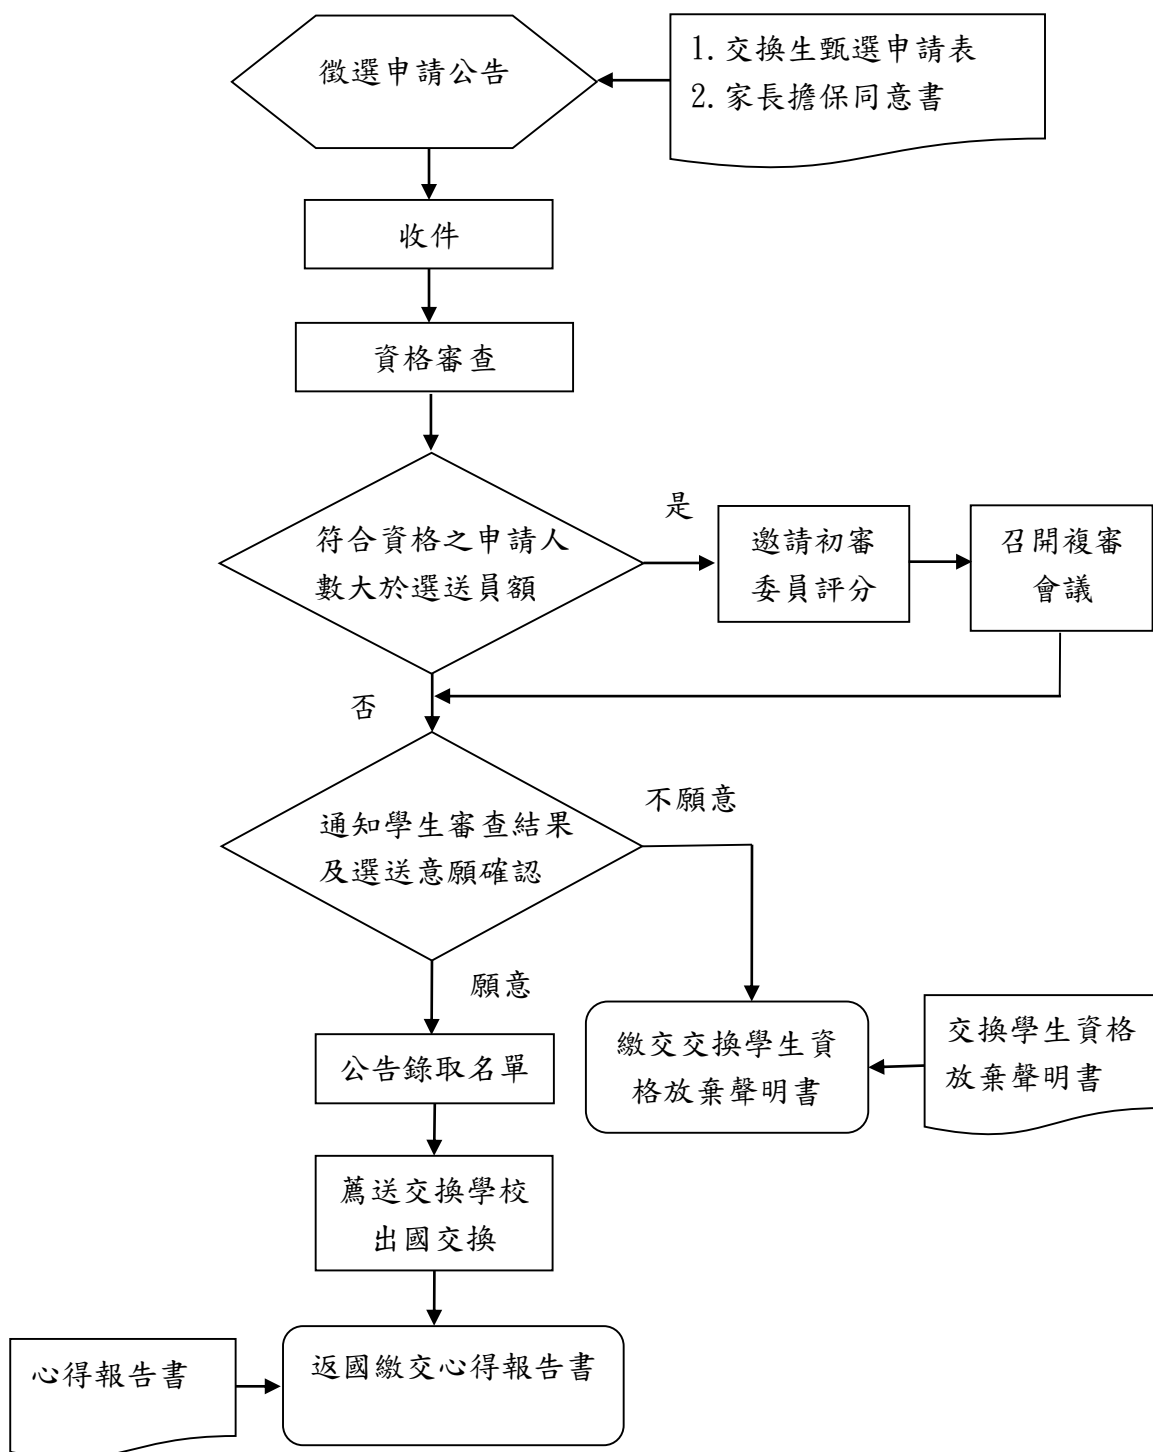 徵選申請公告
1.交換生甄選申請表
2.家長擔保同意書
收件
資格審查
符合資格之申請人
數大於選送員額
是
邀請初審
委員評分
召開複審
會議
否
通知學生審查結果
及選送意願確認
不願意
願意
公告錄取名單
繳交交換學生資
格放棄聲明書
交換學生資格
放棄聲明書
薦送交換學校
出國交換
心得報告書
返國繳交心得報告書